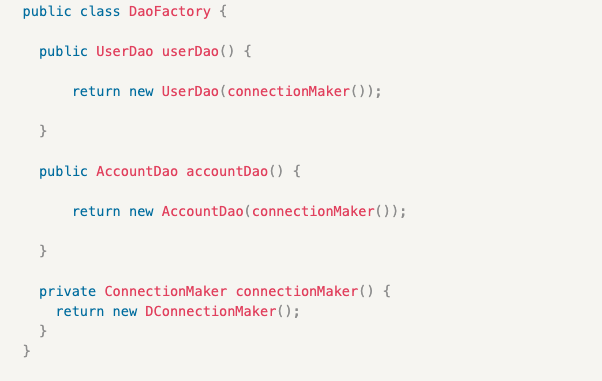 public class DaoFactory {
public UserDao userDao() {
return new UserDao(connectionMaker());
}
public AccountDao accountDao() {
return new AccountDao(connectionMaker());
}
private ConnectionMaker connectionMaker() {
return new DConnectionMaker();
}
}